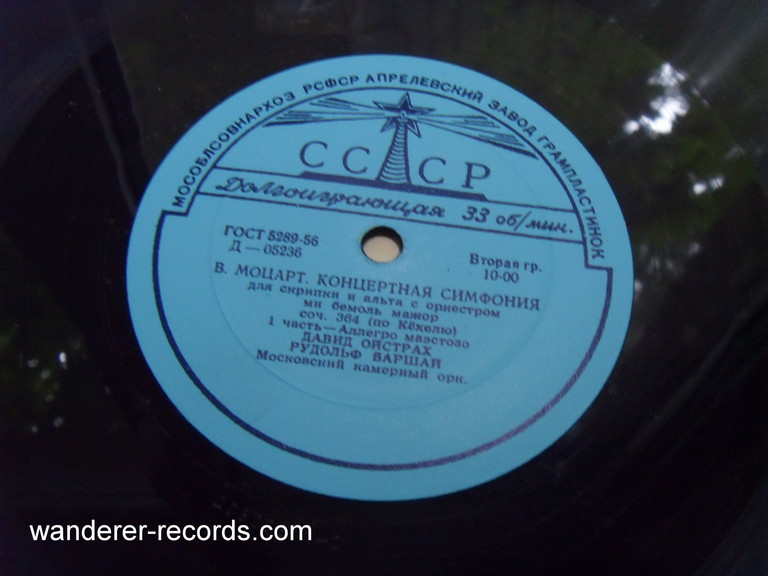 МОСОБЛСОВНАРХОЗ РСФСР АПРЕЛЕВСКИЙ ЗАВОД ГРАМПЛАСТИНОК
СССР
Долгоиграющая 33 об/мин.
ГОСТ 5289-56
Д — 05236
Вторая гр.
10-00
В. МОЦАРТ. КОНЦЕРТНАЯ СИМФОНИЯ
для скрипки и альта с оркестром
ми бемоль мажор
соч. 364 (по Кёхелю)
1 часть — Аллегро маэстозо
ДАВИД ОЙСТРАХ
РУДОЛЬФ БАРШАЙ
Московский камерный орк.
wanderer-records.com